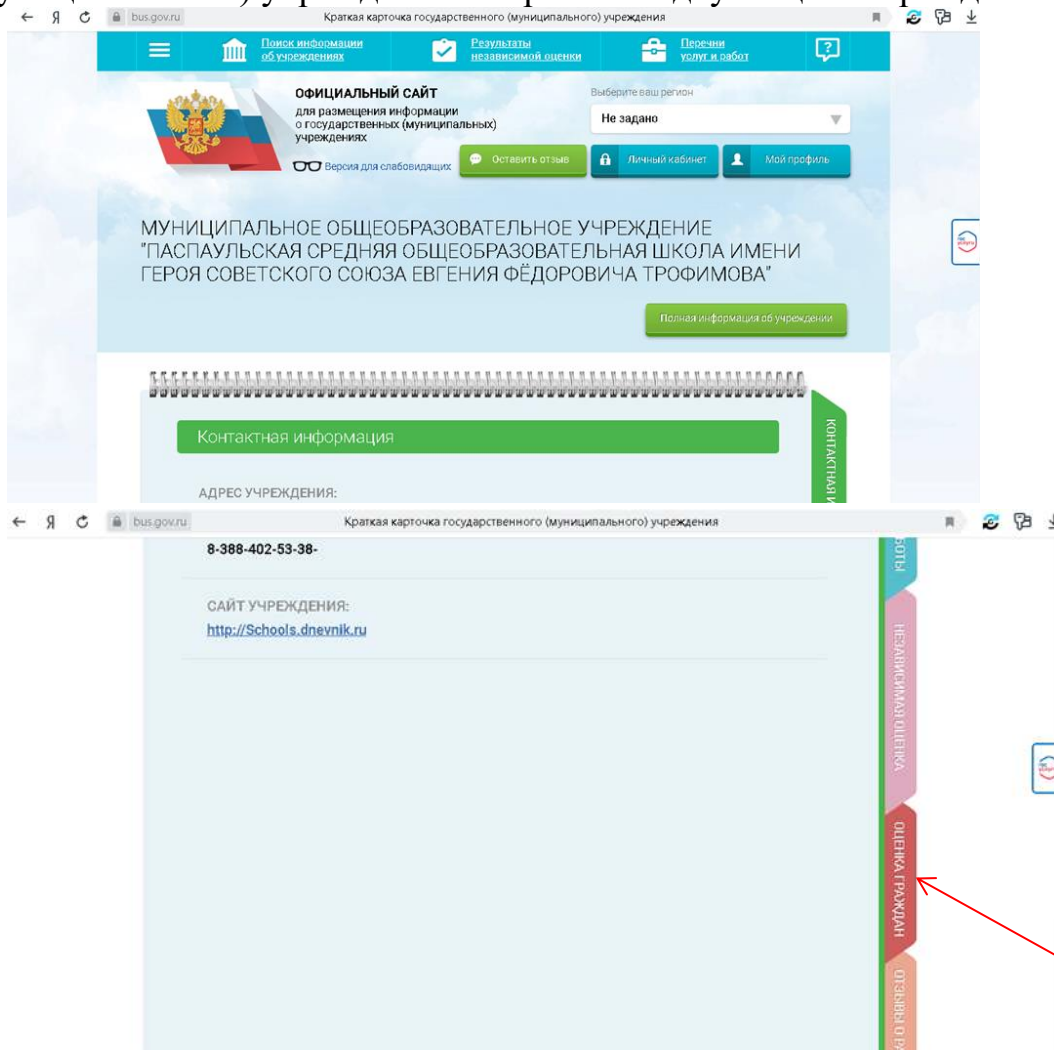 bus.gov.ru Краткая карточка государственного (муниципального) учреждения
Поиск информации
об учреждениях
Результаты
независимой оценки
Перечни
услуг и работ
ОФИЦИАЛЬНЫЙ САЙТ
для размещения информации
о государственных (муниципальных)
учреждениях
Версия для слабовидящих
Выберите ваш регион
Не задано
Оставить отзыв
Личный кабинет
Мой профиль
МУНИЦИПАЛЬНОЕ ОБЩЕОБРАЗОВАТЕЛЬНОЕ УЧРЕЖДЕНИЕ
"ПАСПАУЛЬСКАЯ СРЕДНЯЯ ОБЩЕОБРАЗОВАТЕЛЬНАЯ ШКОЛА ИМЕНИ
ГЕРОЯ СОВЕТСКОГО СОЮЗА ЕВГЕНИЯ ФЁДОРОВИЧА ТРОФИМОВА"
Полная информация об учреждении
Контактная информация
КОНТАКТНАЯ И
АДРЕС УЧРЕЖДЕНИЯ:
Я bus.gov.ru Краткая карточка государственного (муниципального) учреждения
8-388-402-53-38-
САЙТ УЧРЕЖДЕНИЯ:
http://Schools.dnevnik.ru
БОТЫ
НЕЗАВИСИМАЯ ОЦЕНКА
ОЦЕНКА ГРАЖДАН
ОТЗЫВЫ О Р